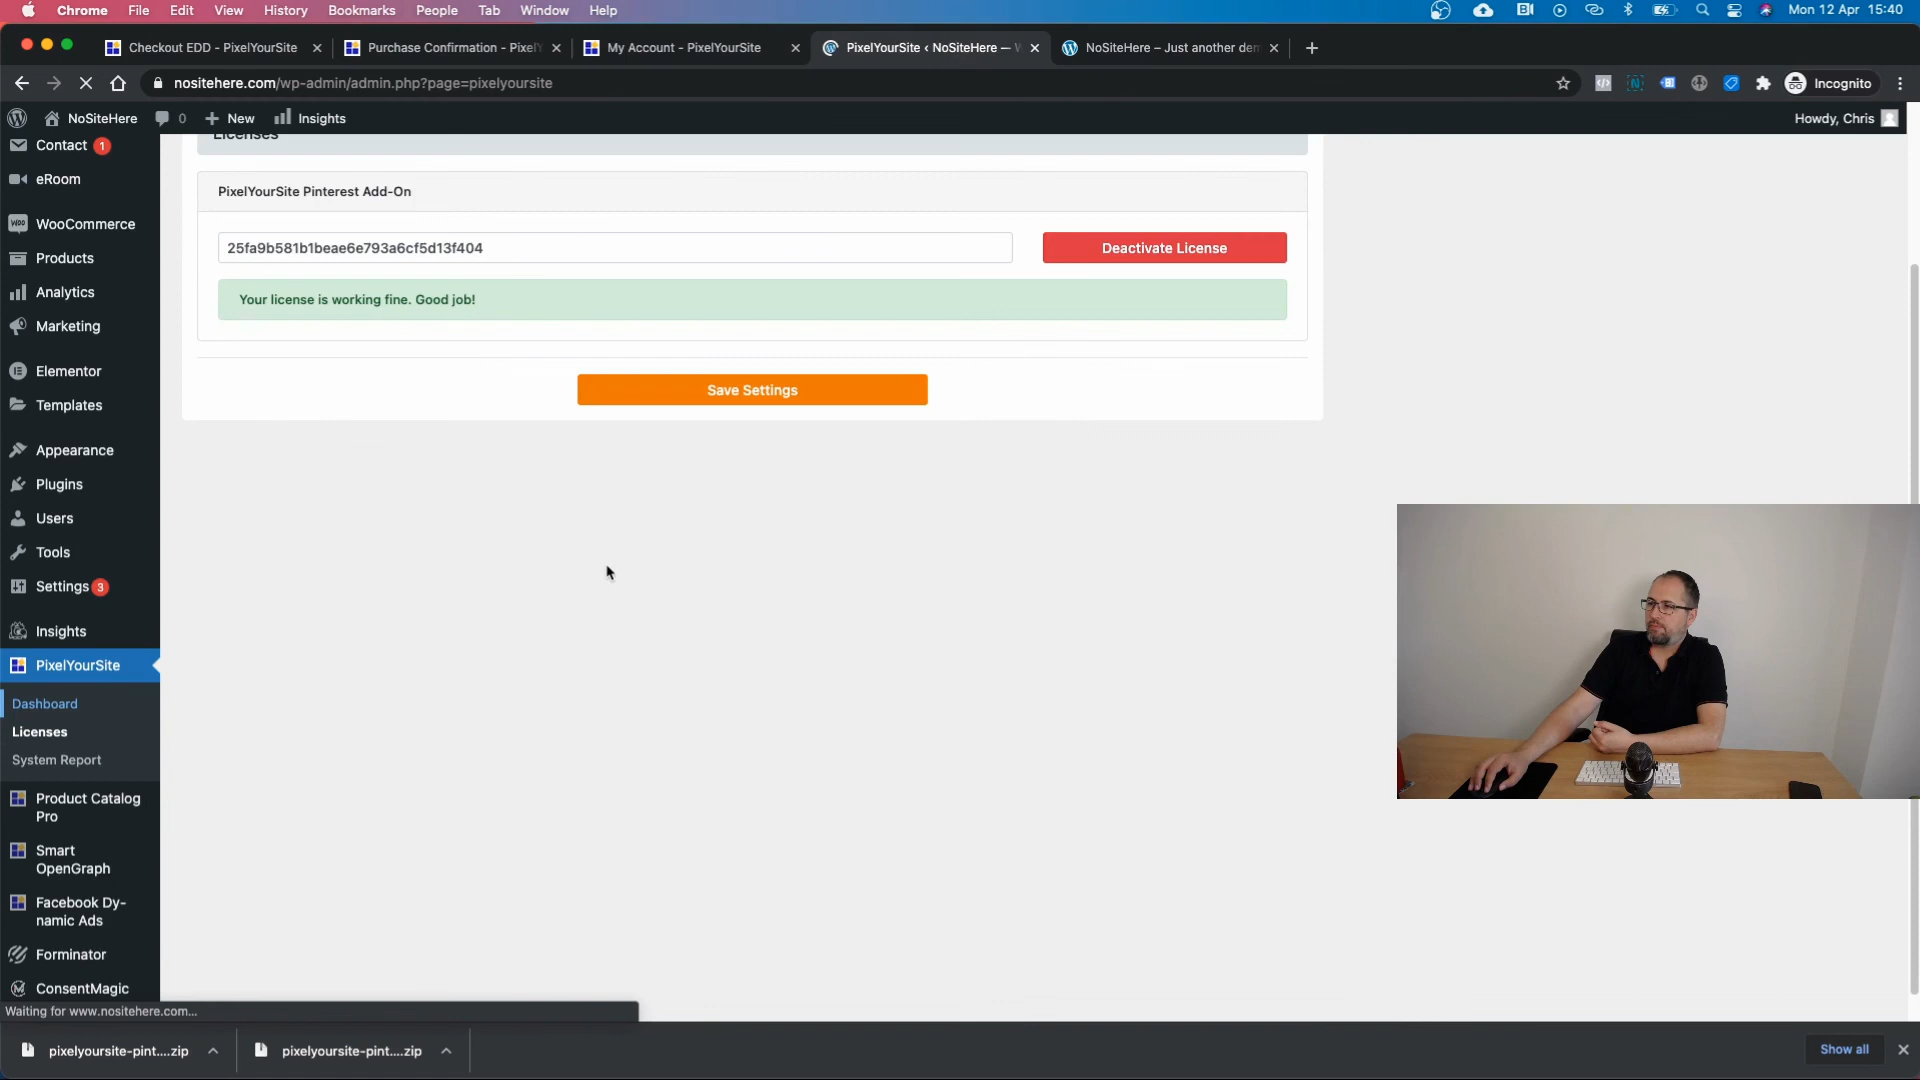 Chrome File Edit View History Bookmarks People Tab Window Help
Mon 12 Apr 15:40
Checkout EDD - PixelYourSite
Purchase Confirmation - Pixel
My Account - PixelYourSite
PixelYourSite ‹ NoSiteHere —
NoSiteHere – Just another
nositehere.com/wp-admin/admin.php?page=pixelyoursite
Incognito
NoSiteHere 0 New Insights
Howdy, Chris
Contact 1
eRoom
WooCommerce
Products
Analytics
Marketing
Elementor
Templates
Appearance
Plugins
Users
Tools
Settings 3
Insights
PixelYourSite
Dashboard
Licenses
System Report
Product Catalog
Pro
Smart
OpenGraph
Facebook Dy-
namic Ads
Forminator
ConsentMagic
Licenses
PixelYourSite Pinterest Add-On
25fa9b581b1beae6e793a6cf5d13f404
Deactivate License
Your license is working fine. Good job!
Save Settings
Waiting for www.nositehere.com...
pixelyoursite-pint....zip
pixelyoursite-pint....zip
Show all